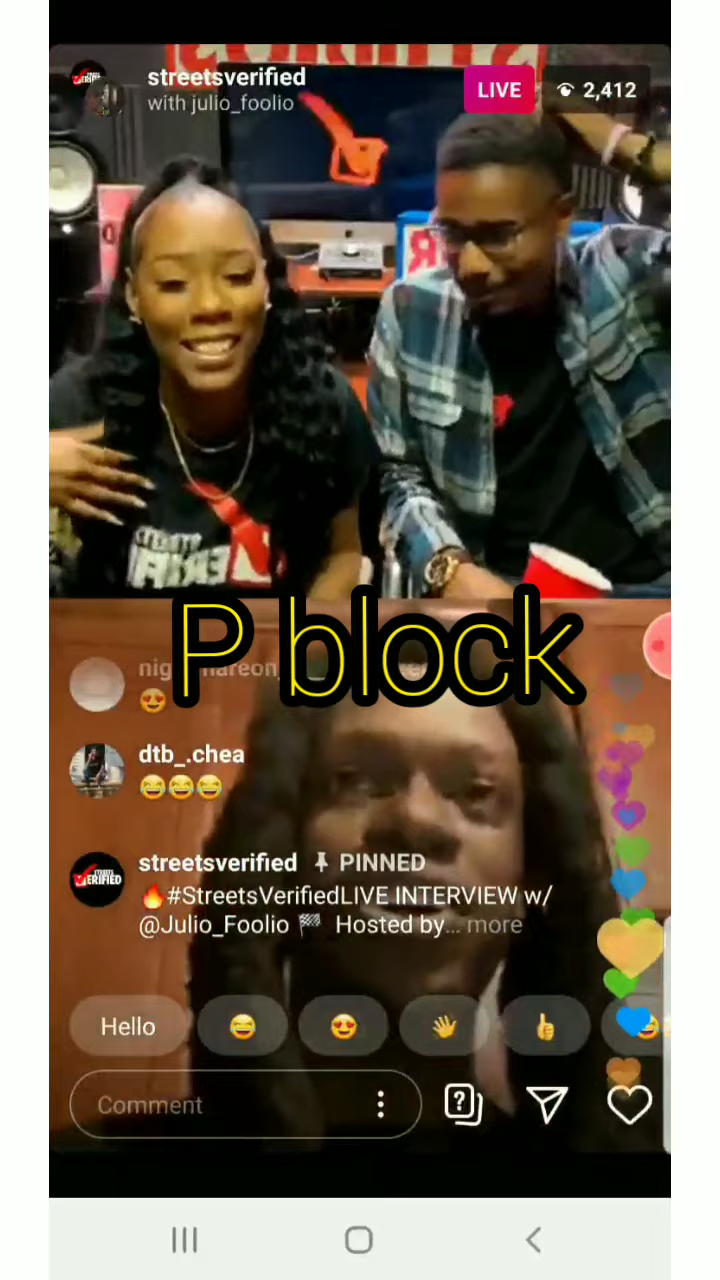 streetsverified
with julio_foolio
LIVE
2,412
P block
dtb_.chea
😂😂😂
streetsverified PINNED
🔥#StreetsVerifiedLIVE INTERVIEW w/
@Julio_Foolio 🏁 Hosted by... more
Hello
Comment